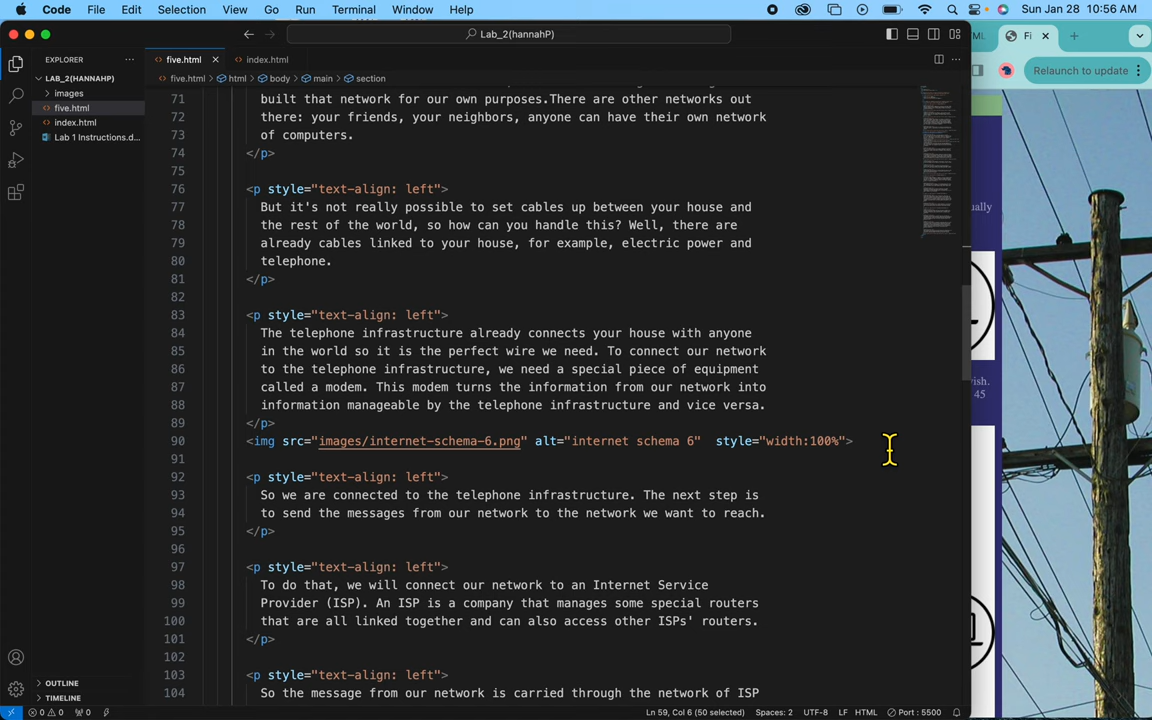 Code File Edit Selection View Go Run Terminal Window Help Sun Jan 28 10:56 AM
Lab_2(hannahP)
EXPLORER
five.html
index.html
LAB_2(HANNAHP)
images
five.html
index.html
Lab 1 Instructions.d...
OUTLINE
TIMELINE
five.html > html > body > main > section
71 built that network for our own purposes.There are other networks out
72 there: your friends, your neighbors, anyone can have their own network
73 of computers.
74 </p>
75
76 <p style="text-align: left">
77 But it's not really possible to set cables up between your house and
78 the rest of the world, so how can you handle this? Well, there are
79 already cables linked to your house, for example, electric power and
80 telephone.
81 </p>
82
83 <p style="text-align: left">
84 The telephone infrastructure already connects your house with anyone
85 in the world so it is the perfect wire we need. To connect our network
86 to the telephone infrastructure, we need a special piece of equipment
87 called a modem. This modem turns the information from our network into
88 information manageable by the telephone infrastructure and vice versa.
89 </p>
90 <img src="images/internet-schema-6.png" alt="internet schema 6"  style="width:100%">
91
92 <p style="text-align: left">
93 So we are connected to the telephone infrastructure. The next step is
94 to send the messages from our network to the network we want to reach.
95 </p>
96
97 <p style="text-align: left">
98 To do that, we will connect our network to an Internet Service
99 Provider (ISP). An ISP is a company that manages some special routers
100 that are all linked together and can also access other ISPs' routers.
101 </p>
102
103 <p style="text-align: left">
104 So the message from our network is carried through the network of ISP
0 0 0 Ln 59, Col 6 (50 selected) Spaces: 2 UTF-8 LF HTML Port : 5500
ML Fi
Relaunch to update
ually
ish.
45